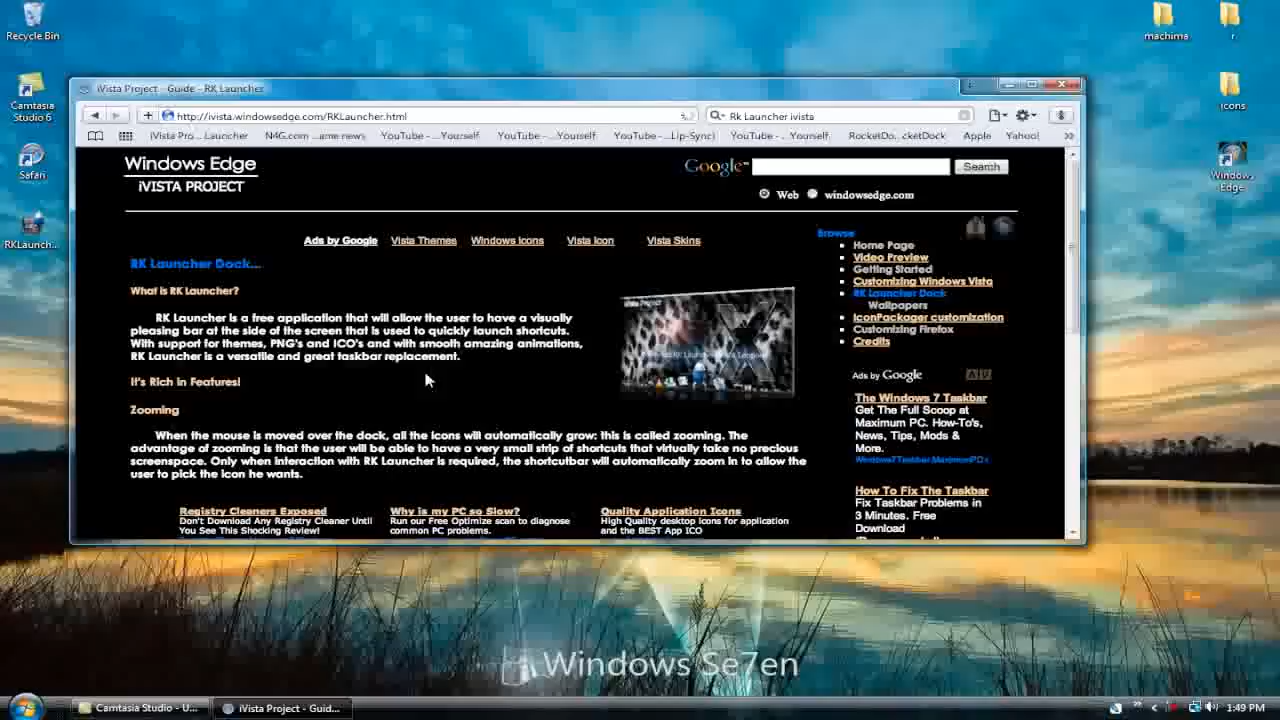 Recycle Bin
Camtasia
Studio 6
Safari
RKLaunch...
machima
r
icons
Windows
Edge
iVista Project - Guide - RK Launcher
http://ivista.windowsedge.com/RKLauncher.html
Rk Launcher ivista
iVista Pro... Launcher
N4G.com ...ame news
YouTube - ...Yourself
YouTube - ...Yourself
YouTube - ...Lip-Sync)
YouTube - ...Yourself
RocketDo...cketDock
Apple
Yahoo!
Windows Edge
iVISTA PROJECT
Google
Search
Web
windowsedge.com
Ads by Google
Vista Themes
Windows Icons
Vista Icon
Vista Skins
RK Launcher Dock...
What is RK Launcher?
RK Launcher is a free application that will allow the user to have a visually
pleasing bar at the side of the screen that is used to quickly launch shortcuts.
With support for themes, PNG's and ICO's and with smooth amazing animations,
RK Launcher is a versatile and great taskbar replacement.
It's Rich in Features!
Zooming
When the mouse is moved over the dock, all the icons will automatically grow: this is called zooming. The
advantage of zooming is that the user will be able to have a very small strip of shortcuts that virtually take no precious
screenspace. Only when interaction with RK Launcher is required, the shortcutbar will automatically zoom in to allow the
user to pick the icon he wants.
Registry Cleaners Exposed
Don't Download Any Registry Cleaner Until
You See This Shocking Review!
Why is my PC so Slow?
Run our Free Optimize scan to diagnose
common PC problems.
Quality Application Icons
High Quality desktop icons for application
and the BEST App ICO
Browse
Home Page
Video Preview
Getting Started
Customizing Windows Vista
RK Launcher Dock
Wallpapers
IconPackager customization
Customizing Firefox
Credits
Ads by Google
The Windows 7 Taskbar
Get The Full Scoop at
Maximum PC. How-To's,
News, Tips, Mods &
More.
Windows7Taskbar.MaximumPC
How To Fix The Taskbar
Fix Taskbar Problems in
3 Minutes. Free
Download
Windows Se7en
Camtasia Studio - U...
iVista Project - Guid...
1:49 PM